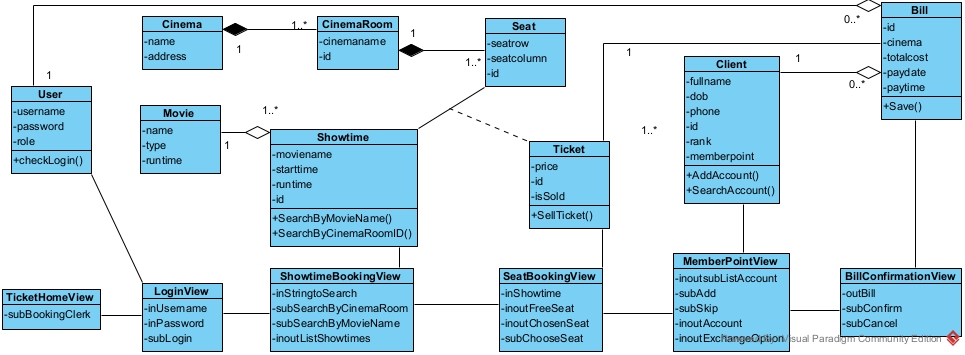 Cinema
-name
-address
1
1..*
CinemaRoom
-cinemaname
-id
1
1..*
Seat
-seatrow
-seatcolumn
-id
0..*
Bill
-id
-cinema
-totalcost
-paydate
-paytime
+Save()
1
User
-username
-password
-role
+checkLogin()
Movie
-name
-type
-runtime
1..*
1
Showtime
-moviename
-starttime
-runtime
-id
+SearchByMovieName()
+SearchByCinemaRoomID()
1
1..*
Ticket
-price
-id
-isSold
+SellTicket()
Client
-fullname
-dob
-phone
-id
-rank
-memberpoint
+AddAccount()
+SearchAccount()
1
0..*
TicketHomeView
-subBookingClerk
LoginView
-inUsername
-inPassword
-subLogin
ShowtimeBookingView
-inStringtoSearch
-subSearchByCinemaRoom
-subSearchByMovieName
-inoutListShowtimes
SeatBookingView
-inShowtime
-inoutFreeSeat
-inoutChosenSeat
-subChooseSeat
MemberPointView
-inoutsubListAccount
-subAdd
-subSkip
-inoutAccount
-inoutExchangeOption
BillConfirmationView
-outBill
-subConfirm
-subCancel
Visual Paradigm Community Edition